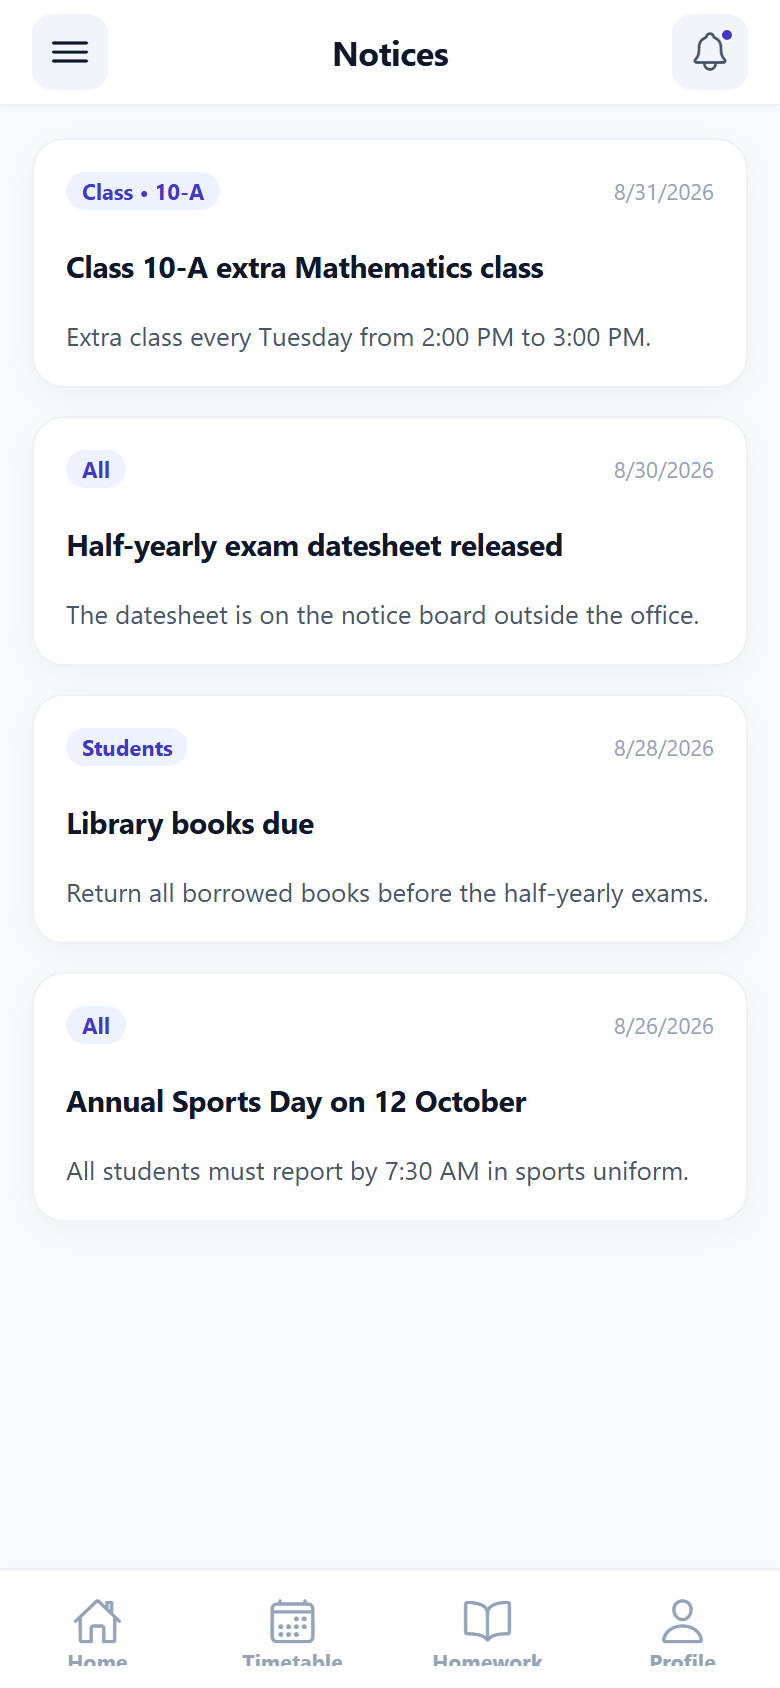 Notices
Class • 10-A
8/31/2026
Class 10-A extra Mathematics class
Extra class every Tuesday from 2:00 PM to 3:00 PM.
All
8/30/2026
Half-yearly exam datesheet released
The datesheet is on the notice board outside the office.
Students
8/28/2026
Library books due
Return all borrowed books before the half-yearly exams.
All
8/26/2026
Annual Sports Day on 12 October
All students must report by 7:30 AM in sports uniform.
Home
Timetable
Homework
Profile